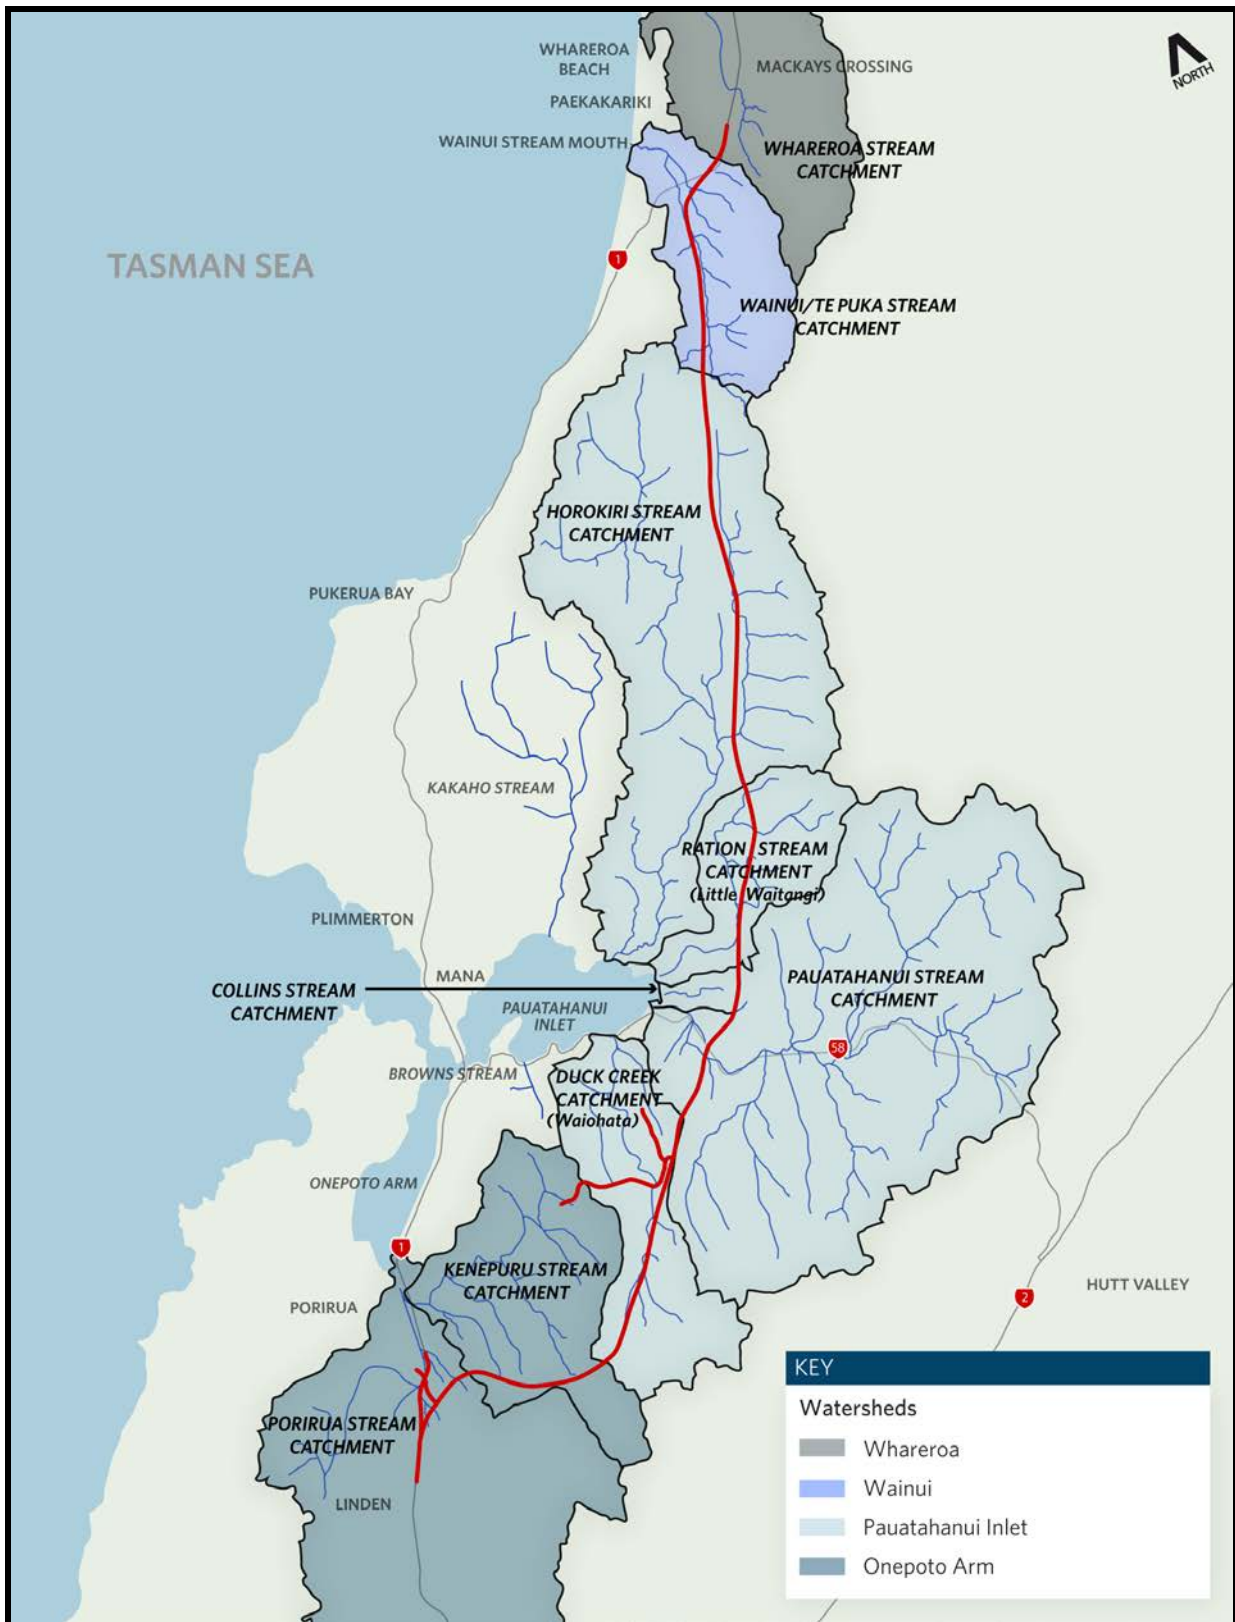 WHAREROA
BEACH
MACKAYS CROSSING
NORTH
PAEKAKARIKI
WAINUI STREAM MOUTH
WHAREROA STREAM
CATCHMENT
TASMAN SEA
1
WAINUI/TE PUKA STREAM
CATCHMENT
HOROKIRI STREAM
CATCHMENT
PUKERUA BAY
KAKAHO STREAM
RATION STREAM
CATCHMENT
(Little Waitangi)
PLIMMERTON
MANA
COLLINS STREAM
CATCHMENT
PAUATAHANUI
INLET
PAUATAHANUI STREAM
CATCHMENT
58
BROWNS STREAM
DUCK CREEK
CATCHMENT
(Waiohata)
ONEPOTO ARM
1
KENEPURU STREAM
CATCHMENT
HUTT VALLEY
2
PORIRUA
PORIRUA STREAM
CATCHMENT
LINDEN
KEY
Watersheds
Whareroa
Wainui
Pauatahanui Inlet
Onepoto Arm